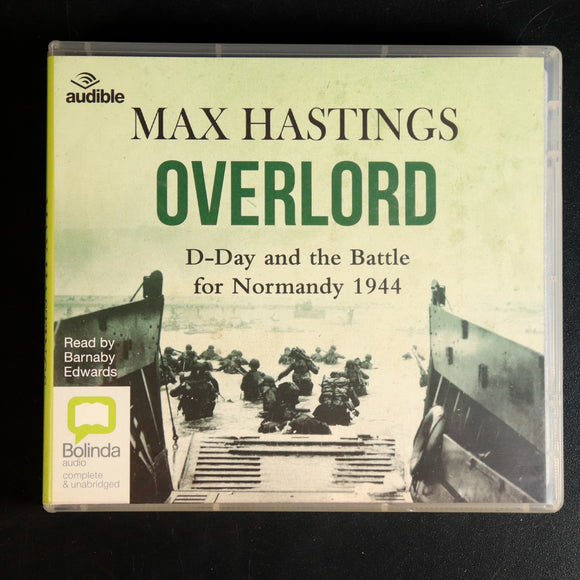 audible
MAX HASTINGS
OVERLORD
D-Day and the Battle
for Normandy 1944
Read by
Barnaby
Edwards
Bolinda
audio
complete
& unabridged